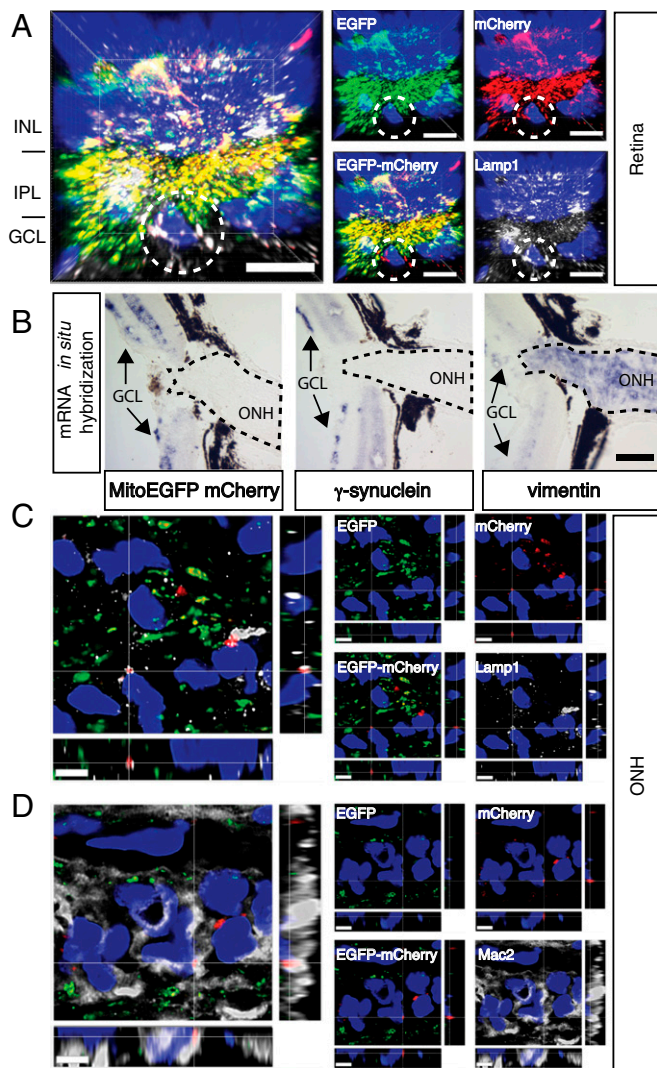 A
INL
IPL
GCL
EGFP
mCherry
EGFP-mCherry
Lamp1
Retina
B
mRNA in situ
hybridization
GCL
ONH
GCL
ONH
GCL
ONH
MitoEGFP mCherry
γ-synuclein
vimentin
C
EGFP
mCherry
EGFP-mCherry
Lamp1
ONH
D
EGFP
mCherry
EGFP-mCherry
Mac2